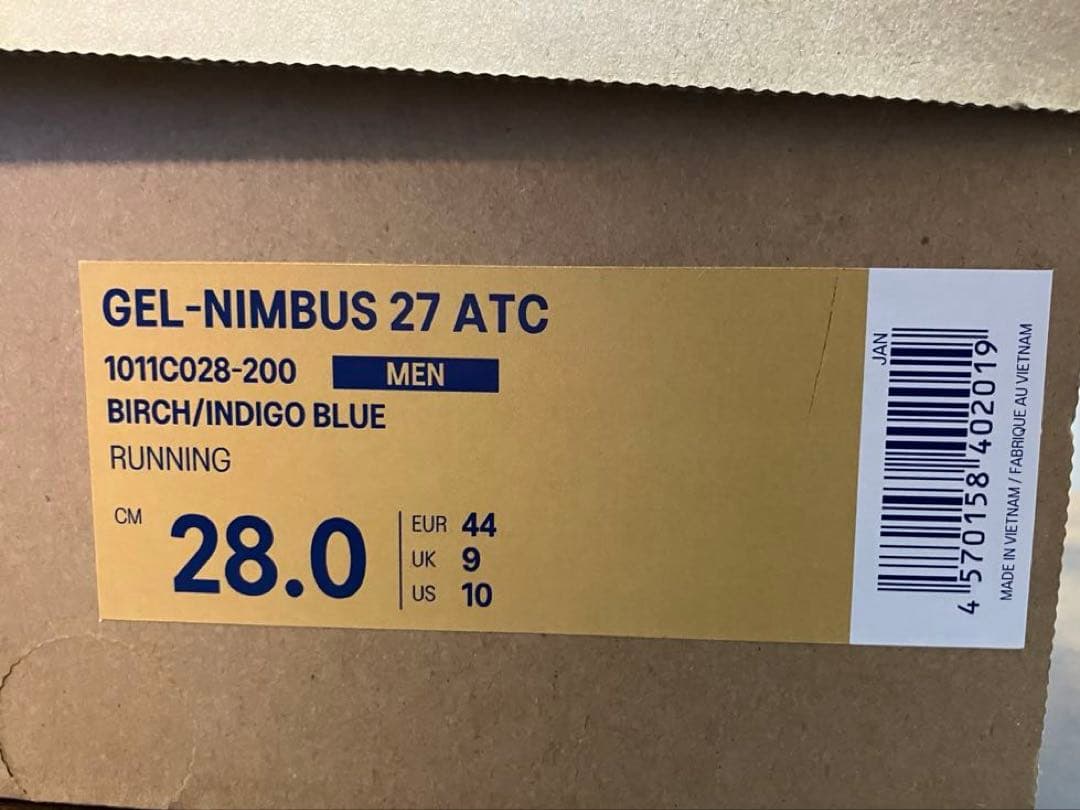 GEL-NIMBUS 27 ATC
1011C028-200 MEN
BIRCH/INDIGO BLUE
RUNNING
CM 28.0
EUR 44
UK 9
US 10
JAN
4 570158 402019
MADE IN VIETNAM / FABRIQUE AU VIETNAM